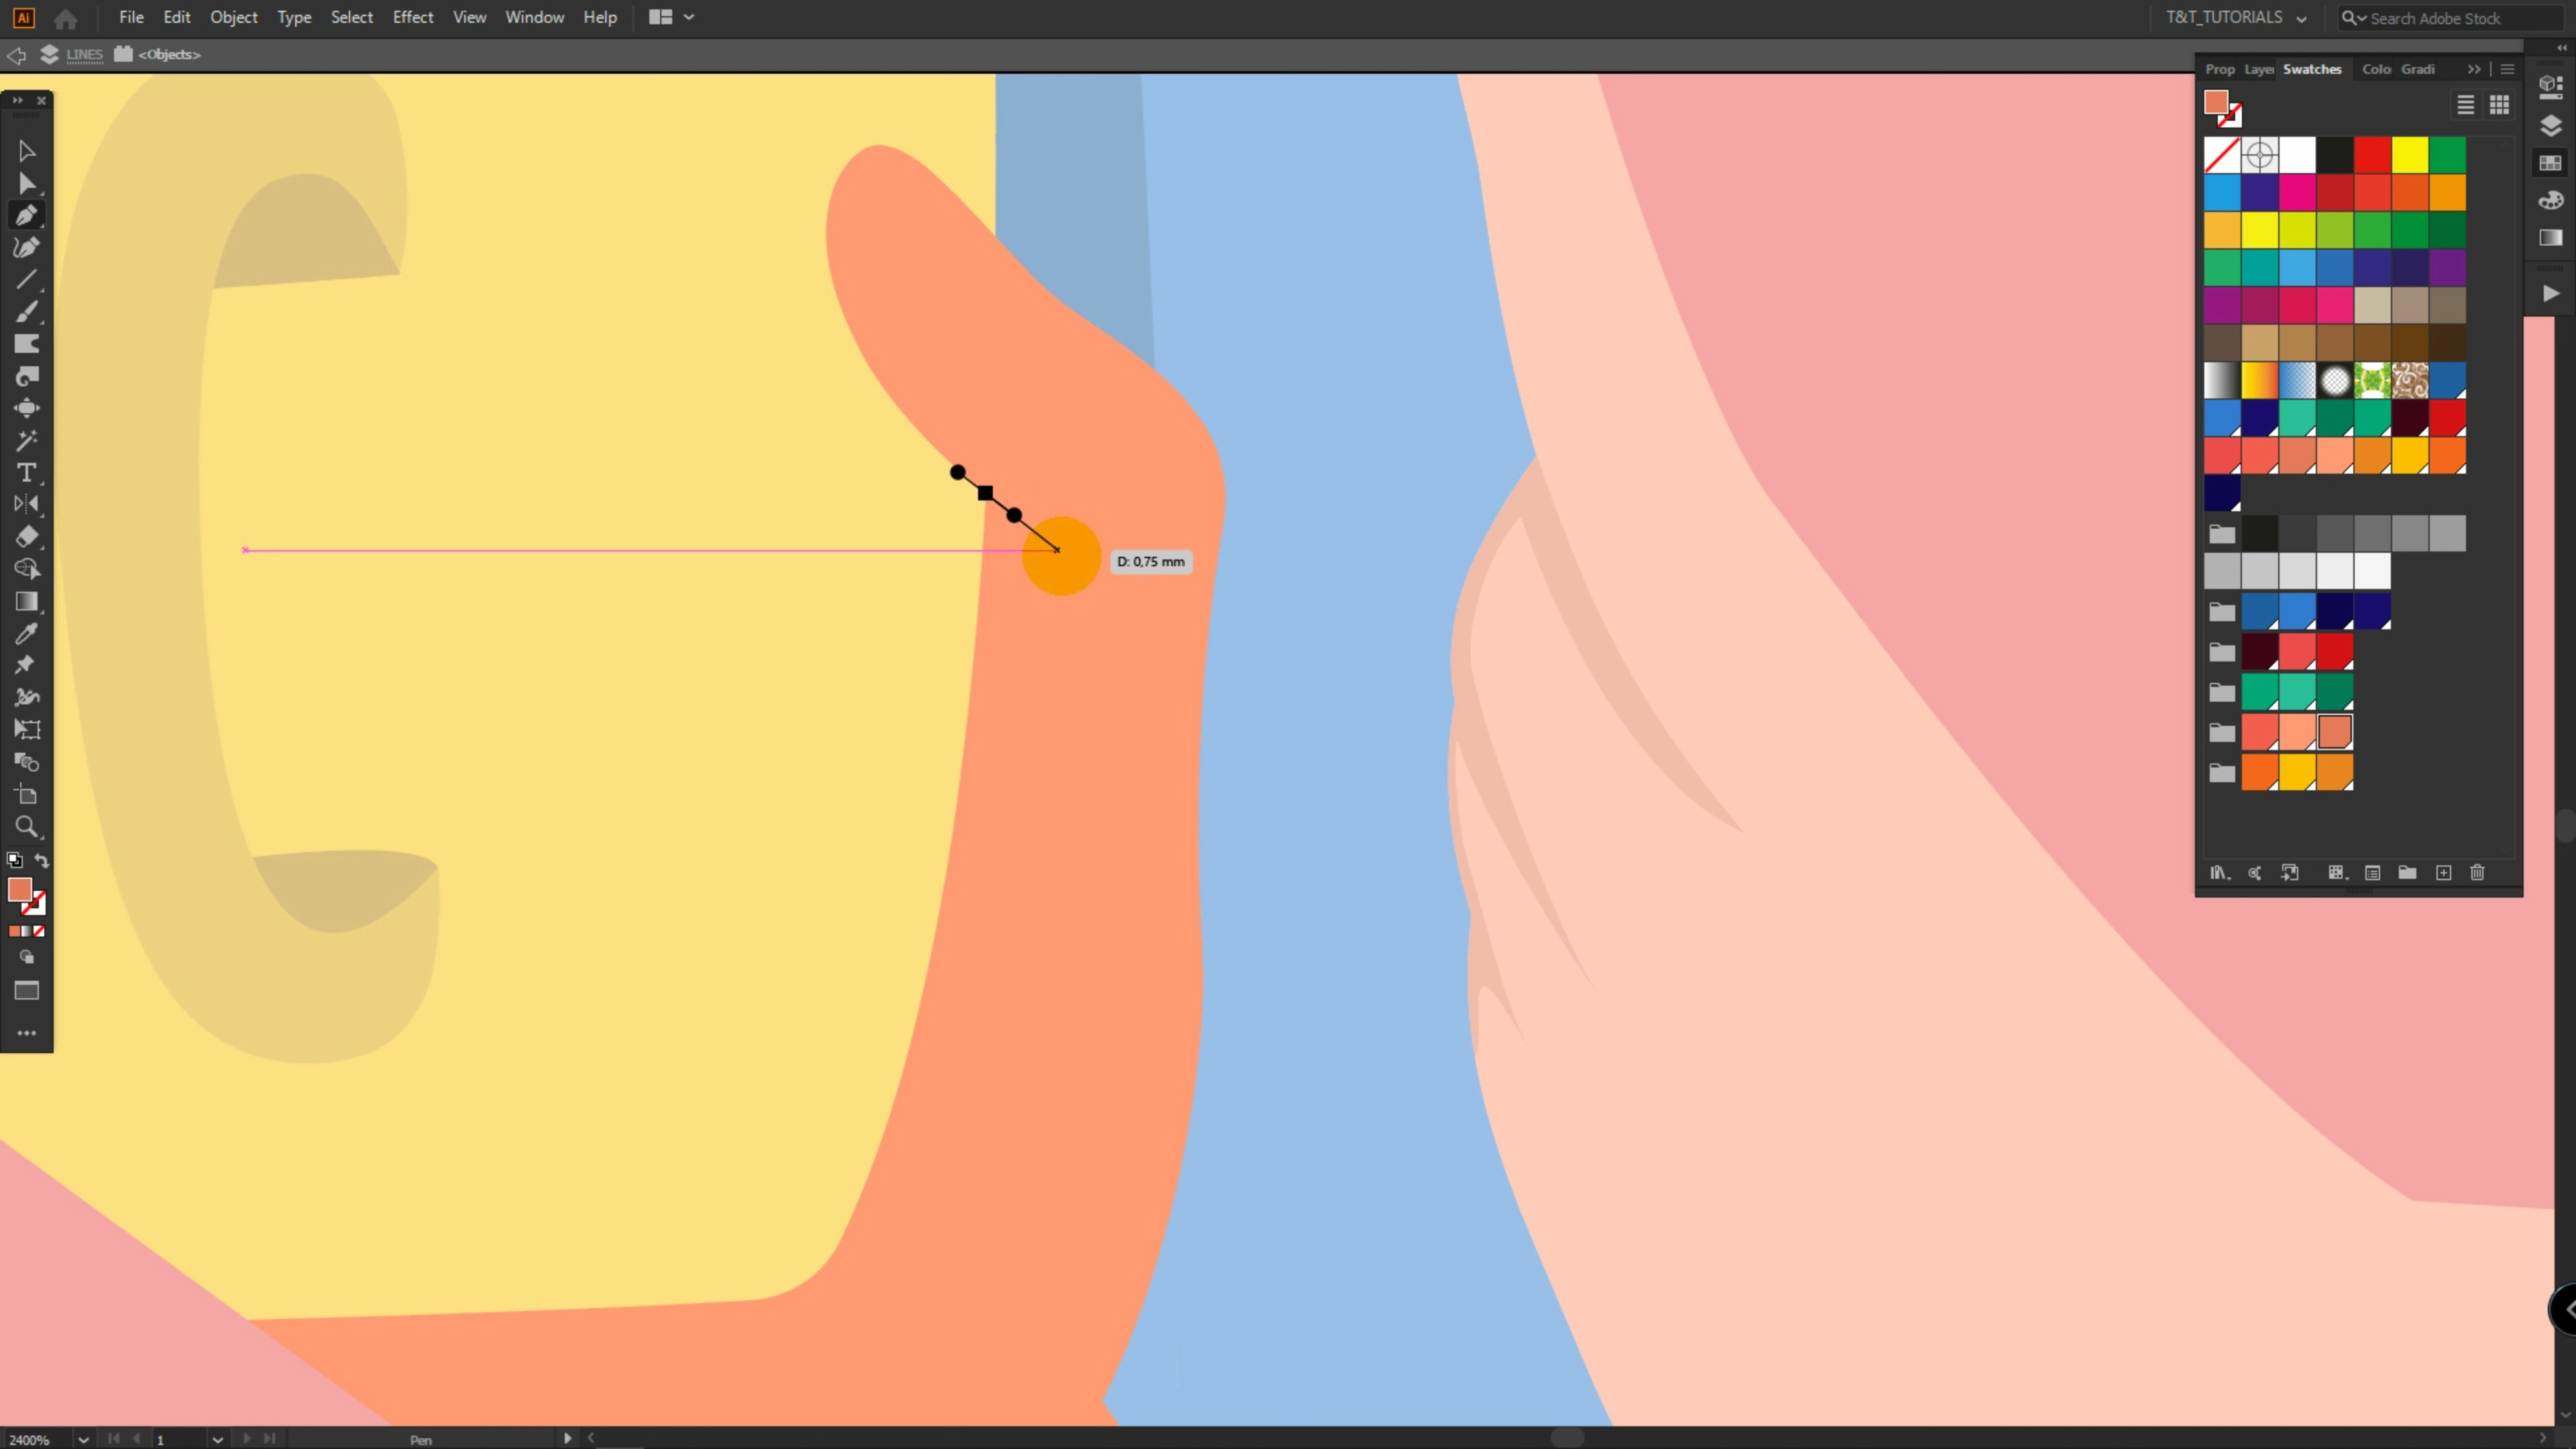 Ai File Edit Object Type Select Effect View Window Help T&T_TUTORIALS Search Adobe Stock
LINES <Objects>
Prop Layer Swatches Colo Gradi
D: 0,75 mm
2400% 1 Pen